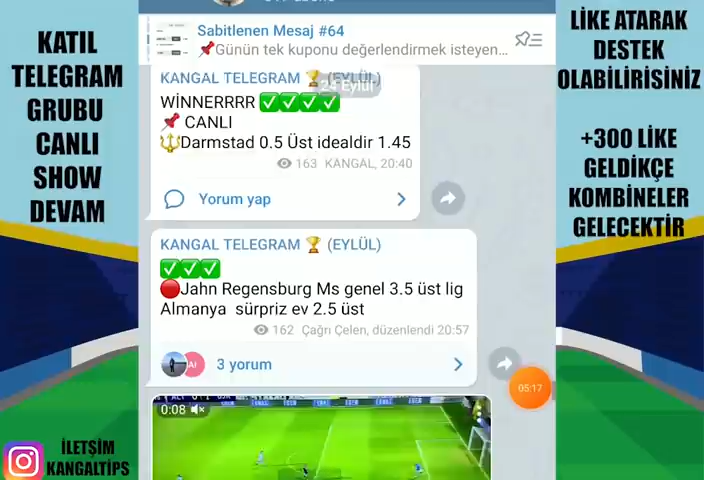 KATIL
TELEGRAM
GRUBU
CANLI
SHOW
DEVAM
İLETŞİM
KANGALTİPS
Sabitlenen Mesaj #64
📌Günün tek kuponu değerlendirmek isteyen...
KANGAL TELEGRAM 🏆 (EYLÜL)
24 Eylül
WİNNERRRR ✅✅✅✅
📌 CANLI
🔱Darmstad 0.5 Üst idealdir 1.45
163 KANGAL, 20:40
Yorum yap
KANGAL TELEGRAM 🏆 (EYLÜL)
✅✅✅
🔴Jahn Regensburg Ms genel 3.5 üst lig
Almanya sürpriz ev 2.5 üst
162 Çağrı Çelen, düzenlendi 20:57
3 yorum
05:17
0:08
LİKE ATARAK
DESTEK
OLABİLİRİSİNİZ
+300 LİKE
GELDİKÇE
KOMBİNELER
GELECEKTİR